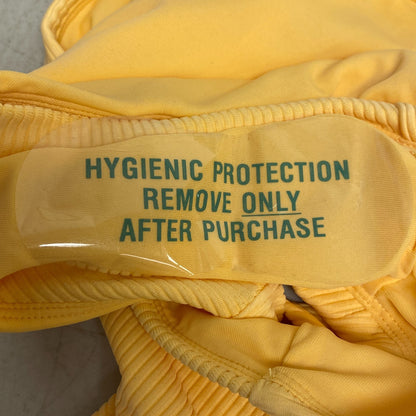 HYGIENIC PROTECTION
REMOVE ONLY
AFTER PURCHASE